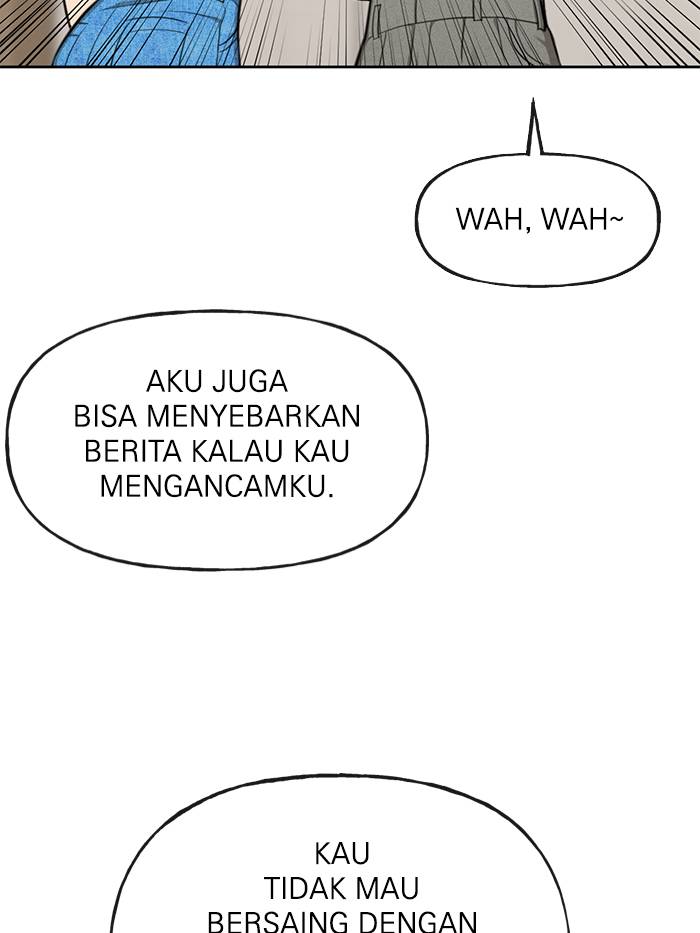 WAH, WAH~
AKU JUGA
BISA MENYEBARKAN
BERITA KALAU KAU
MENGANCAMKU.
KAU
TIDAK MAU
BERSAING DENGAN